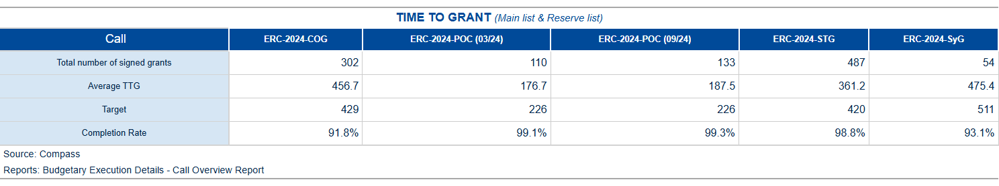 TIME TO GRANT (Main list & Reserve list)
Call ERC-2024-COG ERC-2024-POC (03/24) ERC-2024-POC (09/24) ERC-2024-STG ERC-2024-SyG
Total number of signed grants 302 110 133 487 54
Average TTG 456.7 176.7 187.5 361.2 475.4
Target 429 226 226 420 511
Completion Rate 91.8% 99.1% 99.3% 98.8% 93.1%
Source: Compass
Reports: Budgetary Execution Details - Call Overview Report